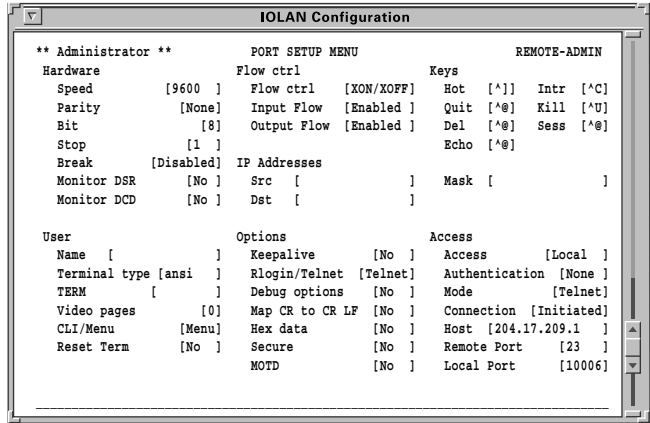 IOLAN Configuration
** Administrator ** PORT SETUP MENU REMOTE-ADMIN
Hardware Flow ctrl Keys
Speed [9600 ] Flow ctrl [XON/XOFF] Hot [^]] Intr [^C]
Parity [None] Input Flow [Enabled ] Quit [^@] Kill [^U]
Bit [8] Output Flow [Enabled ] Del [^@] Sess [^@]
Stop [1 ] Echo [^@]
Break [Disabled] IP Addresses
Monitor DSR [No ] Src [ ] Mask [ ]
Monitor DCD [No ] Dst [ ]
User Options Access
Name [ ] Keepalive [No ] Access [Local ]
Terminal type [ansi ] Rlogin/Telnet [Telnet] Authentication [None ]
TERM [ ] Debug options [No ] Mode [Telnet]
Video pages [0] Map CR to CR LF [No ] Connection [Initiated]
CLI/Menu [Menu] Hex data [No ] Host [204.17.209.1 ]
Reset Term [No ] Secure [No ] Remote Port [23 ]
MOTD [No ] Local Port [10006]